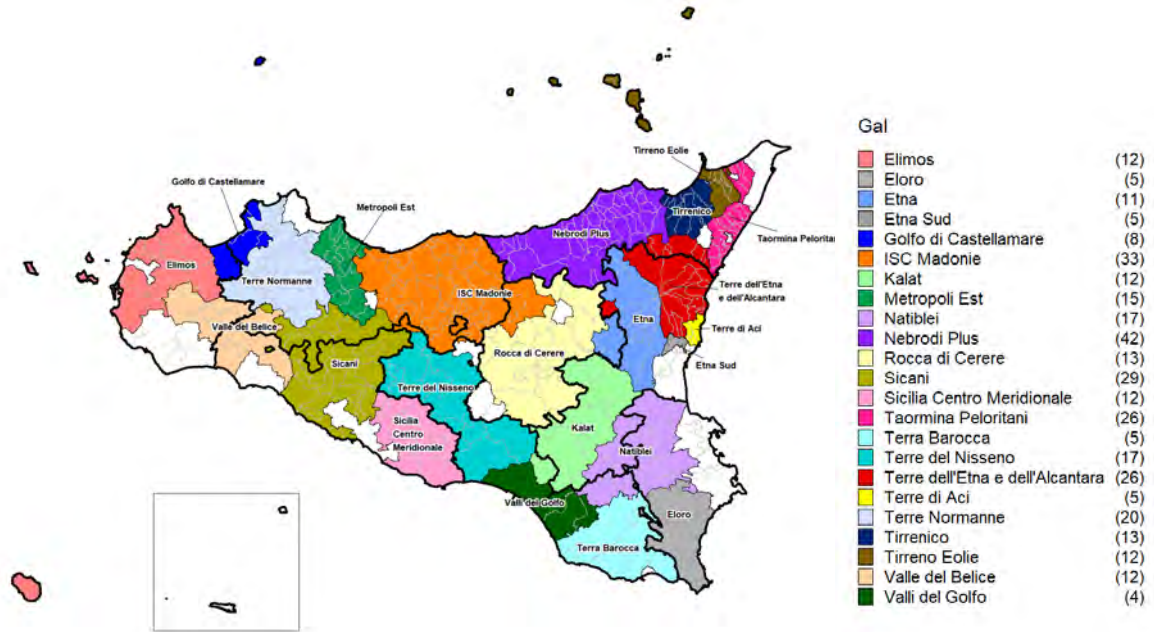 Tirreno Eolie
Golfo di Castellamare
Metropoli Est
Tirrenico
Nebrodi Plus
Taormina Peloritani
Elimos
Terre Normanne
ISC Madonie
Terre dell'Etna
e dell'Alcantara
Etna
Valle del Belice
Terre di Aci
Rocca di Cerere
Sicani
Etna Sud
Terre del Nisseno
Sicilia
Centro
Meridionale
Kalat
Natiblei
Valli del Golfo
Eloro
Terra Barocca
Gal
Elimos (12)
Eloro (5)
Etna (11)
Etna Sud (5)
Golfo di Castellamare (8)
ISC Madonie (33)
Kalat (12)
Metropoli Est (15)
Natiblei (17)
Nebrodi Plus (42)
Rocca di Cerere (13)
Sicani (29)
Sicilia Centro Meridionale (12)
Taormina Peloritani (26)
Terra Barocca (5)
Terre del Nisseno (17)
Terre dell'Etna e dell'Alcantara (26)
Terre di Aci (5)
Terre Normanne (20)
Tirrenico (13)
Tirreno Eolie (12)
Valle del Belice (12)
Valli del Golfo (4)